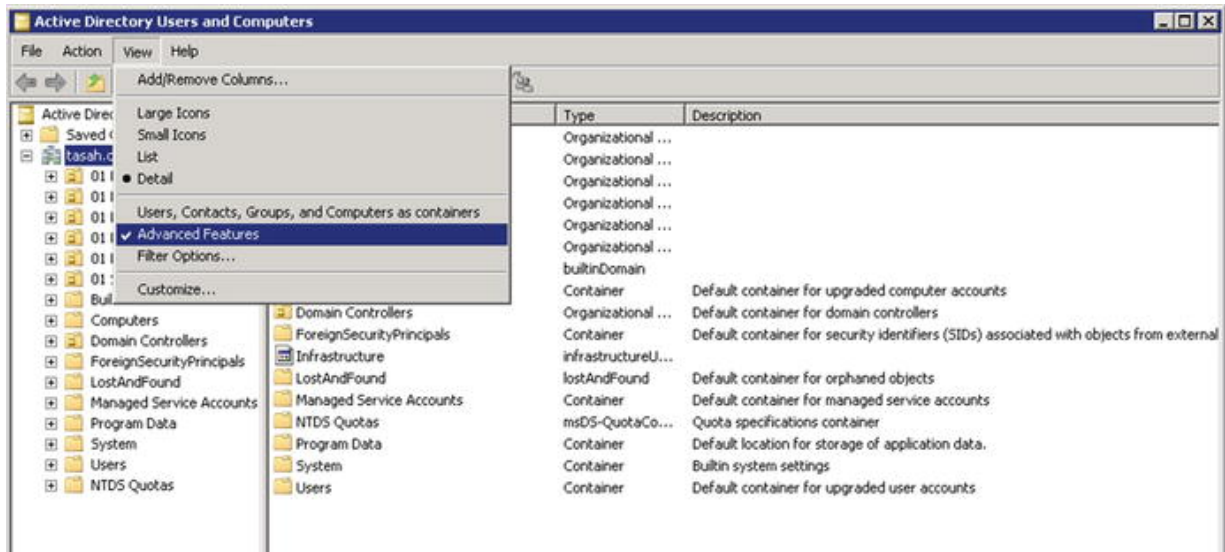 Active Directory Users and Computers
File Action View Help
Add/Remove Columns...
Large Icons
Small Icons
List
Detail
Users, Contacts, Groups, and Computers as containers
Advanced Features
Filter Options...
Customize...
Active Direc
Saved
tasah.c
01
01
01
01
01
01
Buil
Computers
Domain Controllers
ForeignSecurityPrincipals
LostAndFound
Managed Service Accounts
Program Data
System
Users
NTDS Quotas
Type Description
Organizational ...
Organizational ...
Organizational ...
Organizational ...
Organizational ...
Organizational ...
builtinDomain
Container Default container for upgraded computer accounts
Domain Controllers Organizational ... Default container for domain controllers
ForeignSecurityPrincipals Container Default container for security identifiers (SIDs) associated with objects from external
Infrastructure infrastructureU...
LostAndFound lostAndFound Default container for orphaned objects
Managed Service Accounts Container Default container for managed service accounts
NTDS Quotas msDS-QuotaCo... Quota specifications container
Program Data Container Default location for storage of application data.
System Container Builtin system settings
Users Container Default container for upgraded user accounts